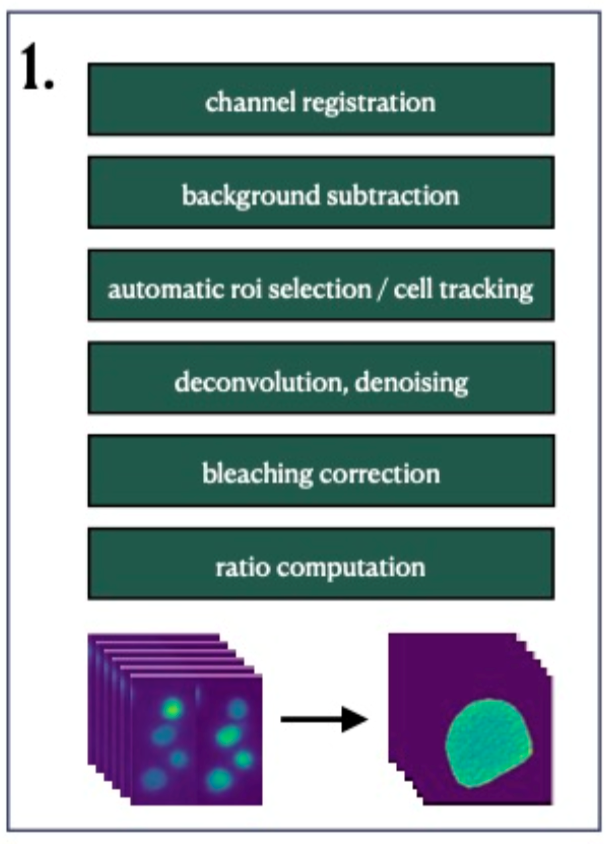 1.
channel registration
background subtraction
automatic roi selection / cell tracking
deconvolution, denoising
bleaching correction
ratio computation